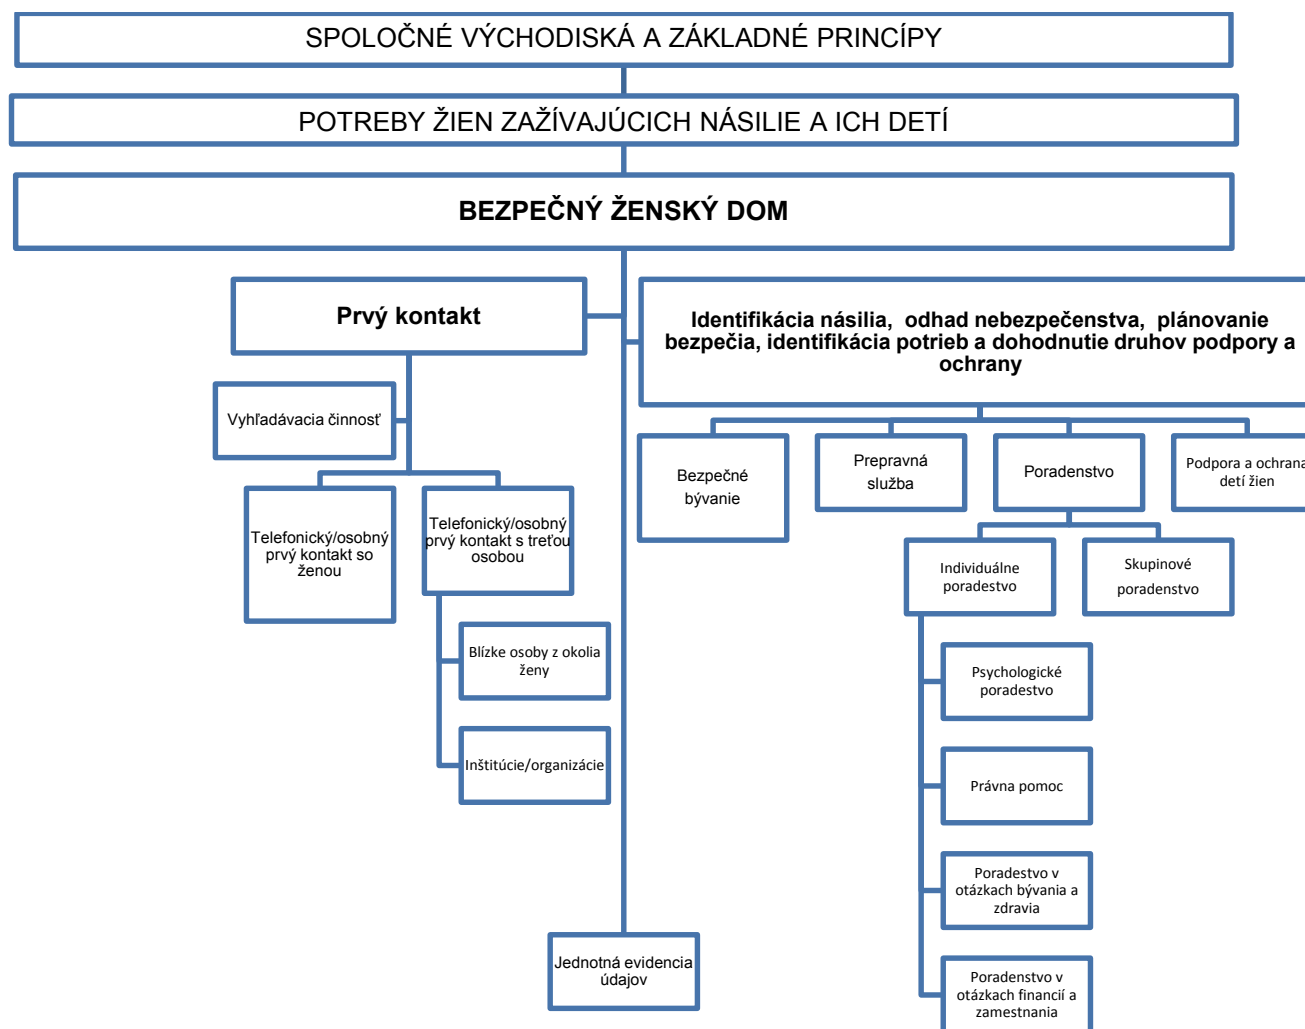 SPOLOČNÉ VÝCHODISKÁ A ZÁKLADNÉ PRINCÍPY
POTREBY ŽIEN ZAŽÍVAJÚCICH NÁSILIE A ICH DETÍ
BEZPEČNÝ ŽENSKÝ DOM
Prvý kontakt
Identifikácia násilia, odhad nebezpečenstva, plánovanie
bezpečia, identifikácia potrieb a dohodnutie druhov podpory a
ochrany
Vyhľadávacia činnosť
Telefonický/osobný
prvý kontakt so
ženou
Telefonický/osobný
prvý kontakt s treťou
osobou
Blízke osoby z okolia
ženy
Inštitúcie/organizácie
Bezpečné
bývanie
Prepravná
služba
Poradenstvo
Podpora a ochrana
detí žien
Individuálne
poradestvo
Skupinové
poradenstvo
Psychologické
poradestvo
Právna pomoc
Poradestvo v
otázkach bývania a
zdravia
Poradenstvo v
otázkach financií a
zamestnania
Jednotná evidencia
údajov